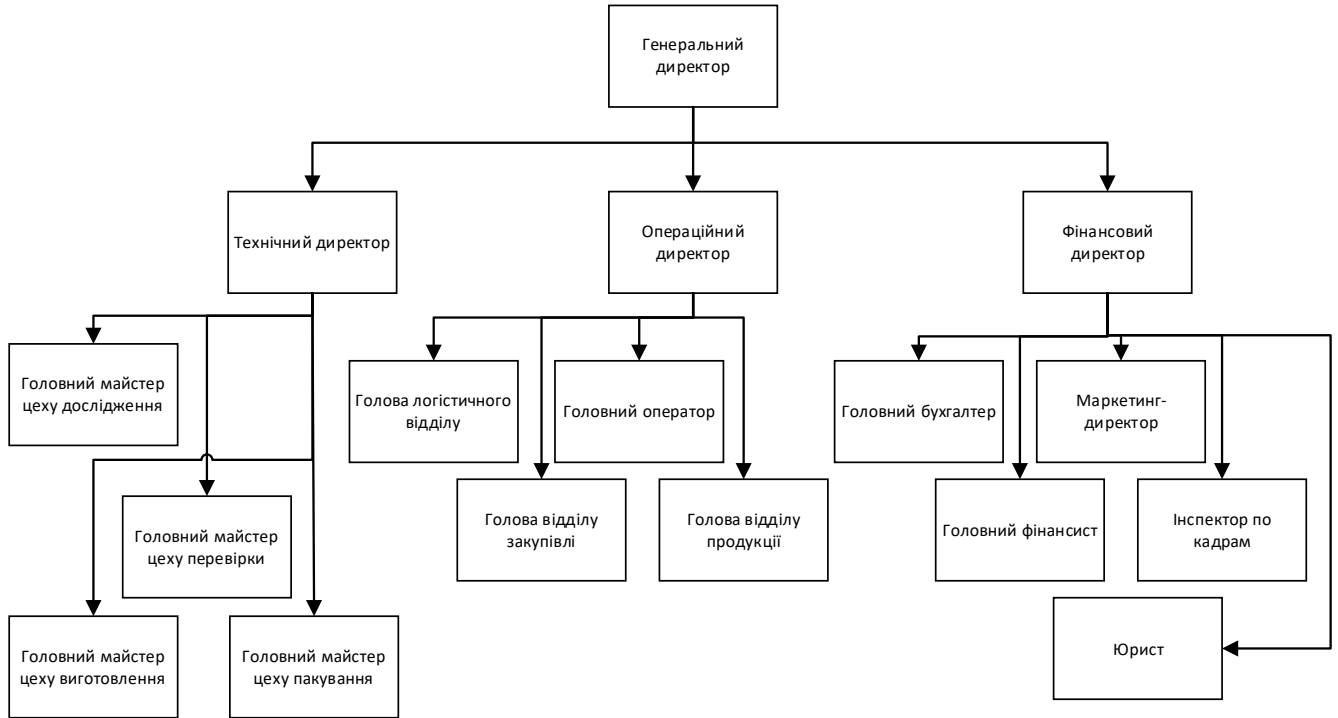 Генеральний
директор
Технічний директор
Операційний
директор
Фінансовий
директор
Головний майстер
цеху дослідження
Голова логістичного
відділу
Головний оператор
Головний бухгалтер
Маркетинг-
директор
Головний майстер
цеху перевірки
Голова відділу
закупівлі
Голова відділу
продукції
Головний фінансист
Інспектор по
кадрам
Головний майстер
цеху виготовлення
Головний майстер
цеху пакування
Юрист